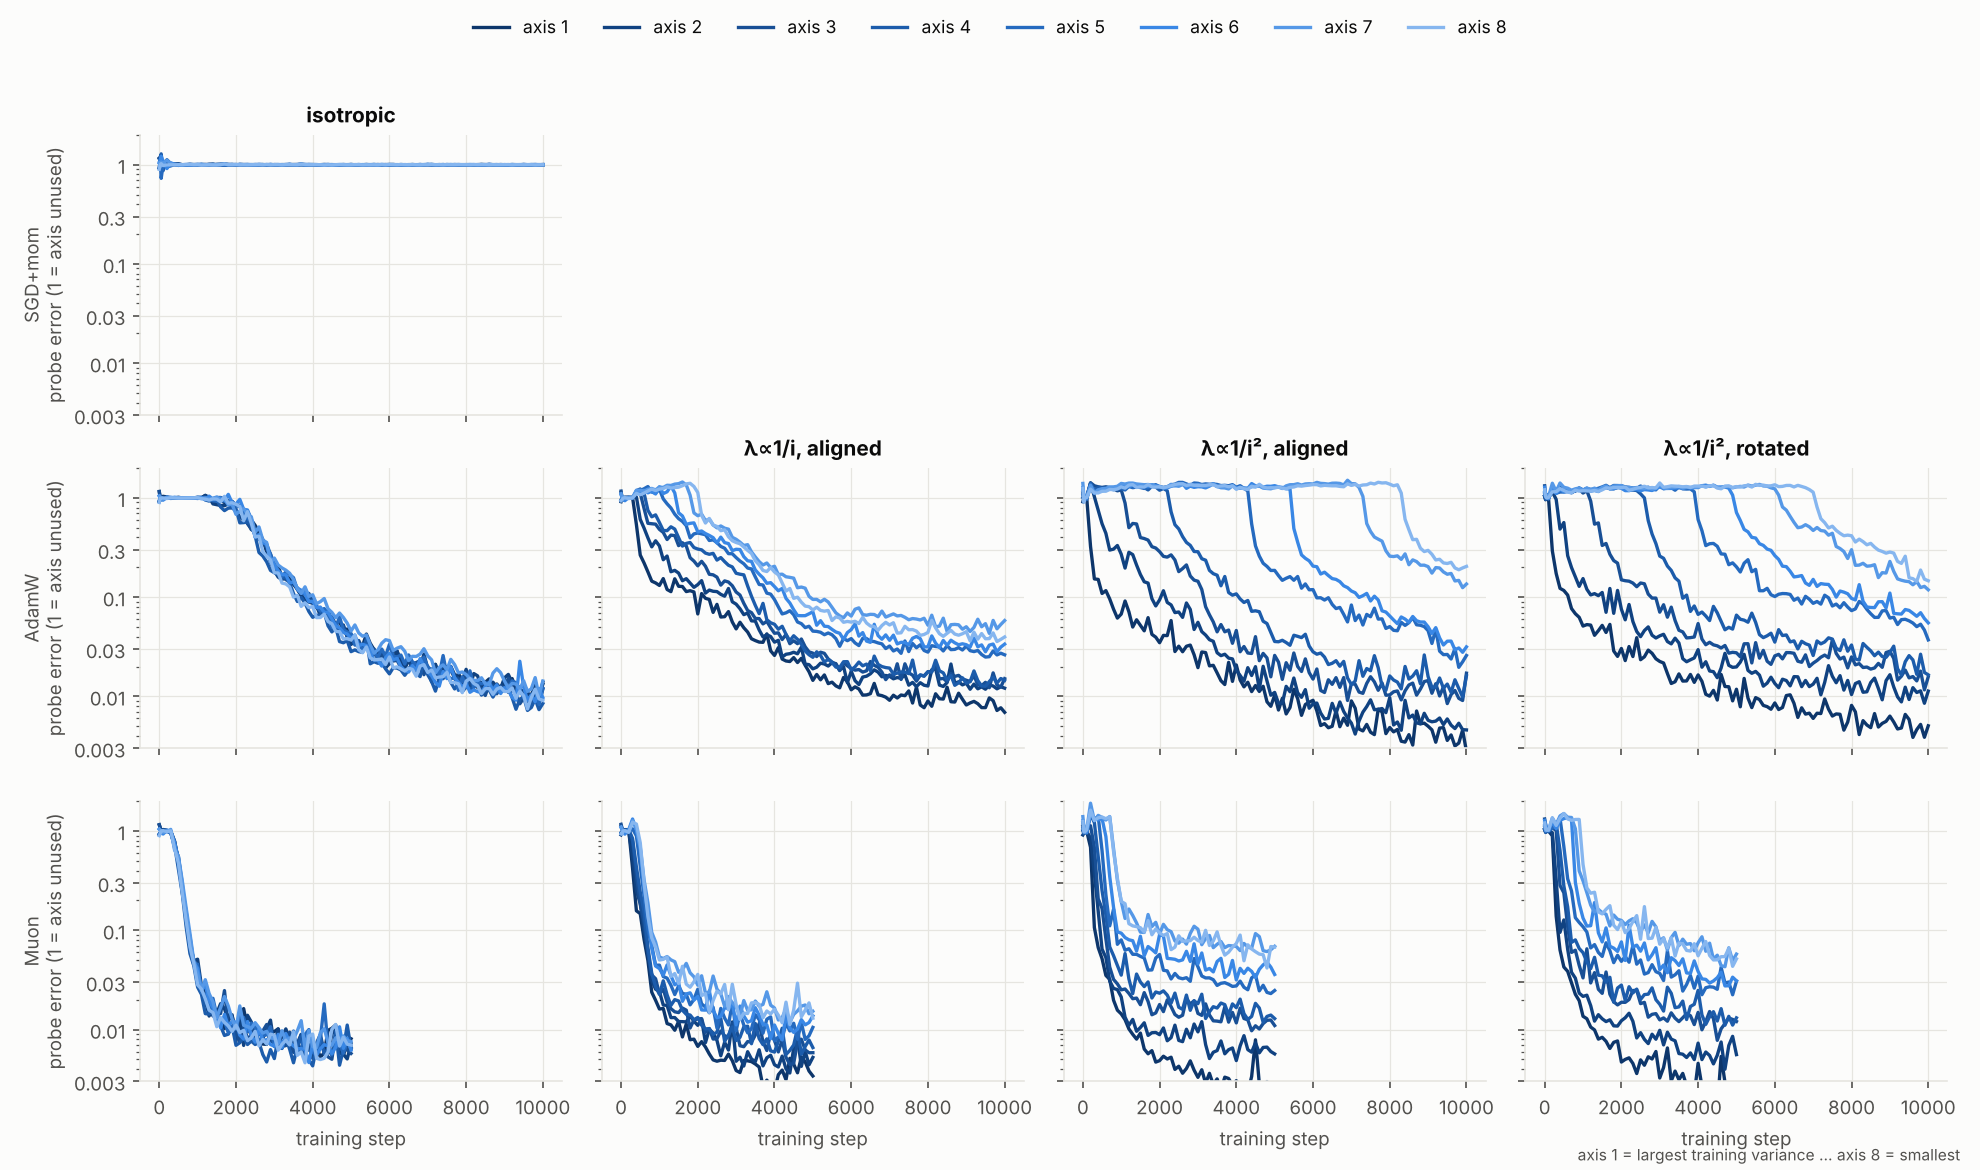 axis 1 axis 2 axis 3 axis 4 axis 5 axis 6 axis 7 axis 8
isotropic
SGD+mom
probe error (1 = axis unused)
1
0.3
0.1
0.03
0.01
0.003
λ∝1/i, aligned
λ∝1/i², aligned
λ∝1/i², rotated
AdamW
probe error (1 = axis unused)
1
0.3
0.1
0.03
0.01
0.003
Muon
probe error (1 = axis unused)
1
0.3
0.1
0.03
0.01
0.003
0 2000 4000 6000 8000 10000
training step
0 2000 4000 6000 8000 10000
training step
0 2000 4000 6000 8000 10000
training step
0 2000 4000 6000 8000 10000
training step
axis 1 = largest training variance ... axis 8 = smallest